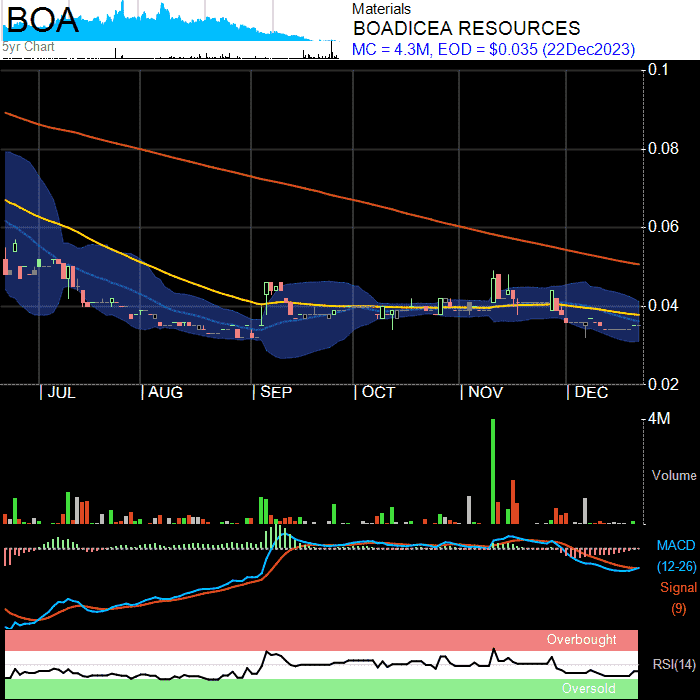 BOA
5yr Chart
Materials
BOADICEA RESOURCES
MC = 4.3M, EOD = $0.035 (22Dec2023)
0.1
0.08
0.06
0.04
0.02
JUL
AUG
SEP
OCT
NOV
DEC
4M
Volume
MACD
(12-26)
Signal
(9)
Overbought
RSI(14)
Oversold